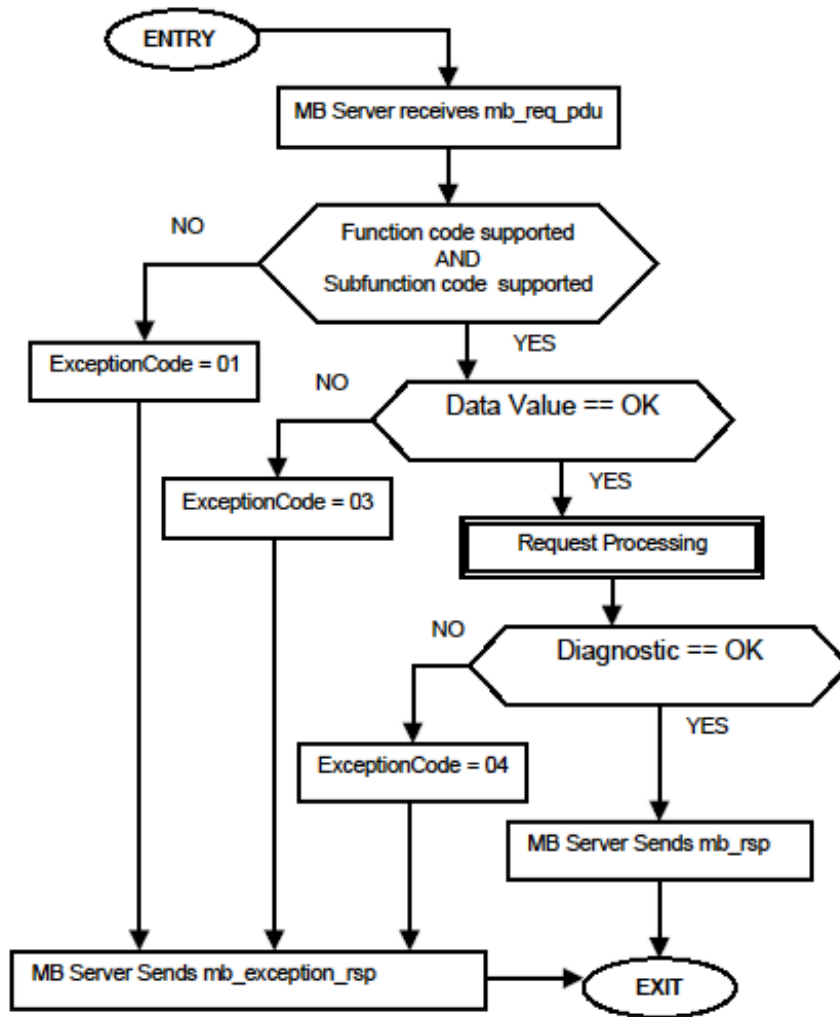 ENTRY
MB Server receives mb_req_pdu
NO
Function code supported
AND
Subfunction code supported
YES
ExceptionCode = 01
NO
Data Value == OK
YES
ExceptionCode = 03
Request Processing
NO
Diagnostic == OK
YES
ExceptionCode = 04
MB Server Sends mb_rsp
MB Server Sends mb_exception_rsp
EXIT